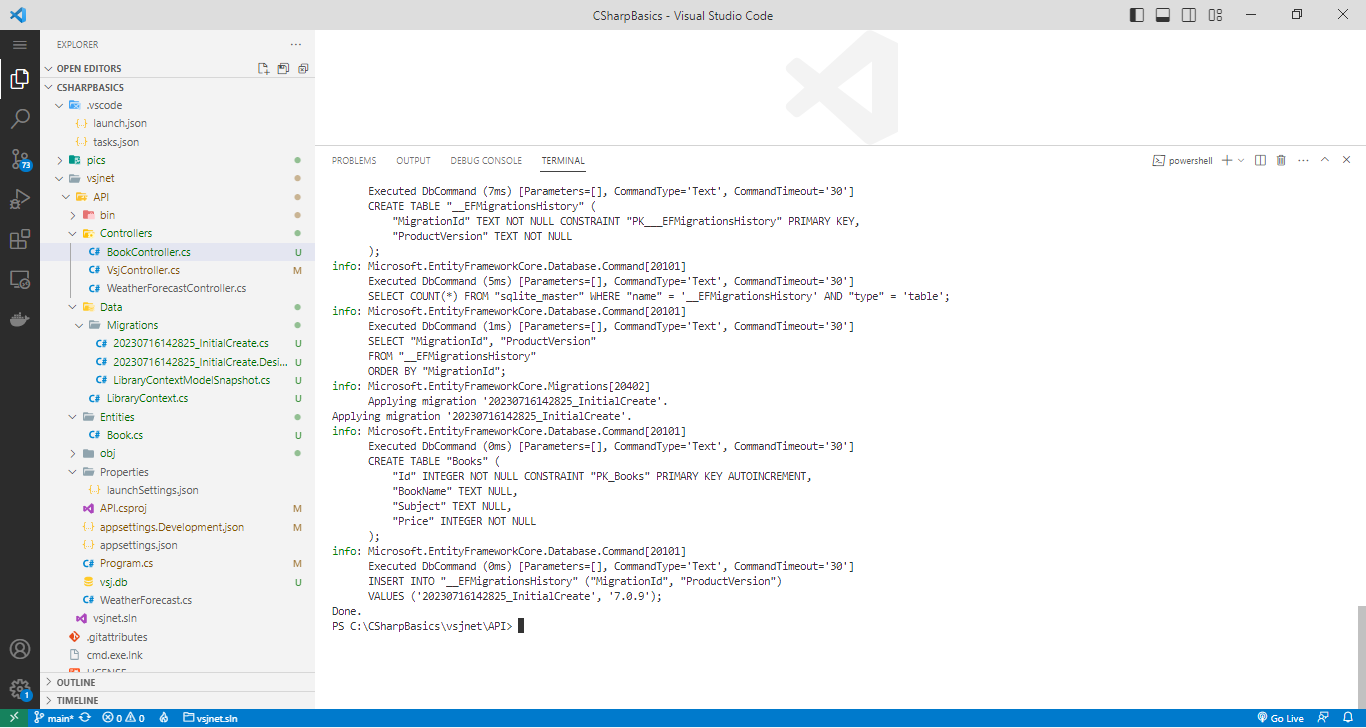 CSharpBasics - Visual Studio Code
EXPLORER
OPEN EDITORS
CSHARPBASICS
.vscode
launch.json
tasks.json
pics
vsjnet
API
bin
Controllers
BookController.cs U
VsjController.cs M
WeatherForecastController.cs
Data
Migrations
20230716142825_InitialCreate.cs U
20230716142825_InitialCreate.Desi... U
LibraryContextModelSnapshot.cs U
LibraryContext.cs U
Entities
Book.cs U
obj
Properties
launchSettings.json
API.csproj M
appsettings.Development.json M
appsettings.json
Program.cs M
vsj.db U
WeatherForecast.cs
vsjnet.sln
.gitattributes
cmd.exe.lnk
LICENSE
OUTLINE
TIMELINE
73
1
PROBLEMS OUTPUT DEBUG CONSOLE TERMINAL powershell
Executed DbCommand (7ms) [Parameters=[], CommandType='Text', CommandTimeout='30']
CREATE TABLE "__EFMigrationsHistory" (
"MigrationId" TEXT NOT NULL CONSTRAINT "PK___EFMigrationsHistory" PRIMARY KEY,
"ProductVersion" TEXT NOT NULL
);
info: Microsoft.EntityFrameworkCore.Database.Command[20101]
Executed DbCommand (5ms) [Parameters=[], CommandType='Text', CommandTimeout='30']
SELECT COUNT(*) FROM "sqlite_master" WHERE "name" = '__EFMigrationsHistory' AND "type" = 'table';
info: Microsoft.EntityFrameworkCore.Database.Command[20101]
Executed DbCommand (1ms) [Parameters=[], CommandType='Text', CommandTimeout='30']
SELECT "MigrationId", "ProductVersion"
FROM "__EFMigrationsHistory"
ORDER BY "MigrationId";
info: Microsoft.EntityFrameworkCore.Migrations[20402]
Applying migration '20230716142825_InitialCreate'.
Applying migration '20230716142825_InitialCreate'.
info: Microsoft.EntityFrameworkCore.Database.Command[20101]
Executed DbCommand (0ms) [Parameters=[], CommandType='Text', CommandTimeout='30']
CREATE TABLE "Books" (
"Id" INTEGER NOT NULL CONSTRAINT "PK_Books" PRIMARY KEY AUTOINCREMENT,
"BookName" TEXT NULL,
"Subject" TEXT NULL,
"Price" INTEGER NOT NULL
);
info: Microsoft.EntityFrameworkCore.Database.Command[20101]
Executed DbCommand (0ms) [Parameters=[], CommandType='Text', CommandTimeout='30']
INSERT INTO "__EFMigrationsHistory" ("MigrationId", "ProductVersion")
VALUES ('20230716142825_InitialCreate', '7.0.9');
Done.
PS C:\CSharpBasics\vsjnet\API>
main* 0 0 vsjnet.sln Go Live